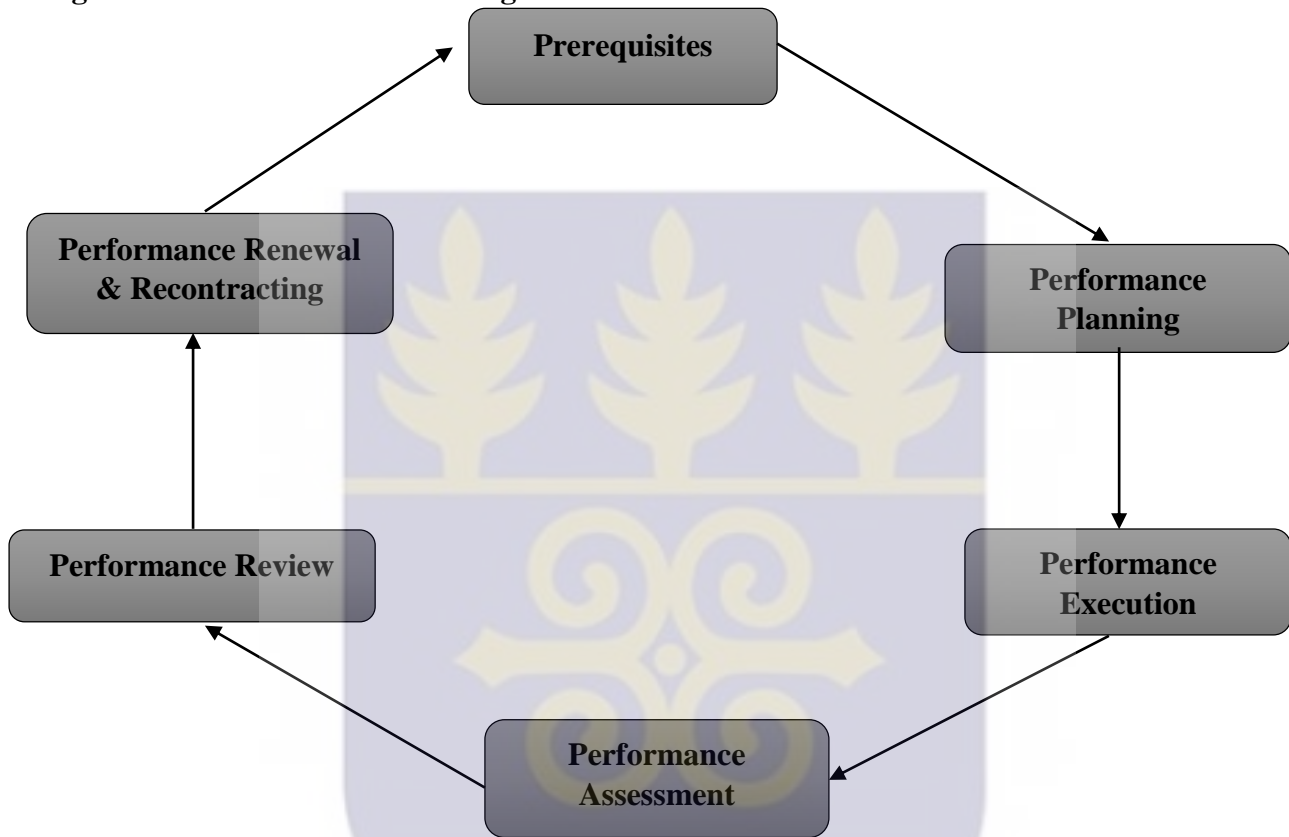 Prerequisites
Performance
Planning
Performance
Execution
Performance
Assessment
Performance Review
Performance Renewal
& Recontracting